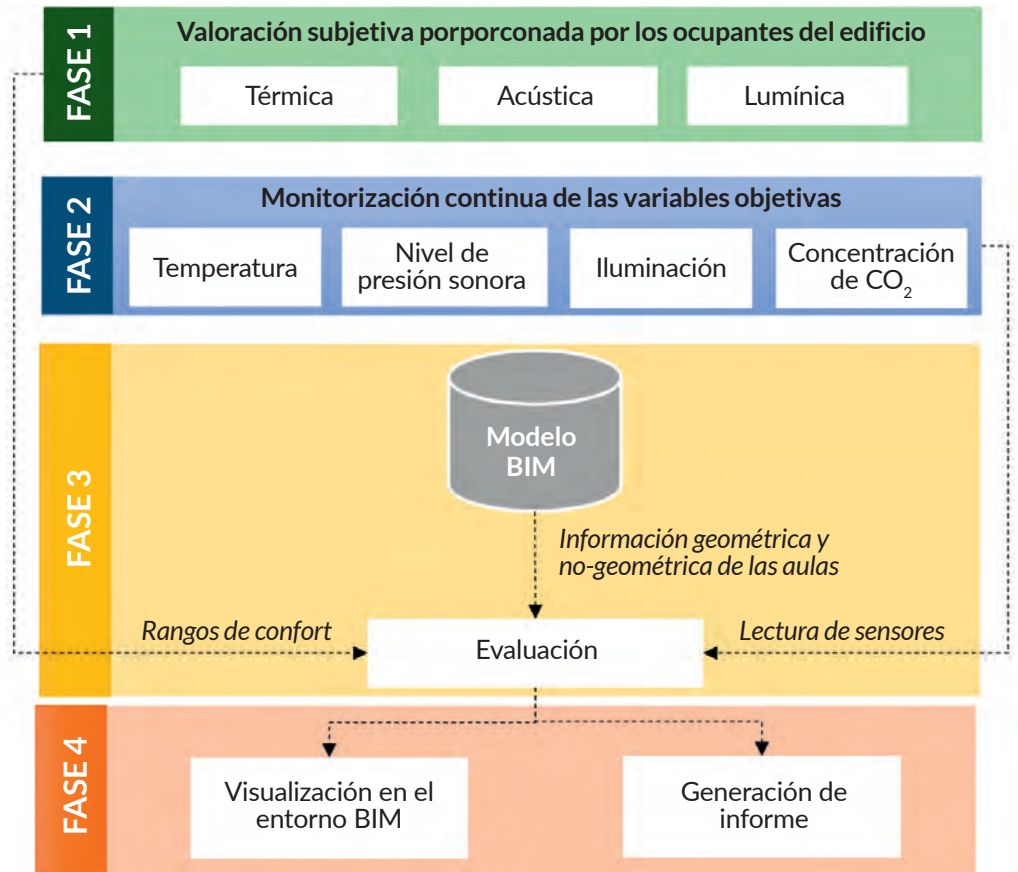 FASE 1
Valoración subjetiva porporconada por los ocupantes del edificio
Térmica
Acústica
Lumínica
FASE 2
Monitorización continua de las variables objetivas
Temperatura
Nivel de
presión sonora
Iluminación
Concentración
de CO₂
FASE 3
Modelo
BIM
Información geométrica y
no-geométrica de las aulas
Rangos de confort
Evaluación
Lectura de sensores
FASE 4
Visualización en el
entorno BIM
Generación de
informe